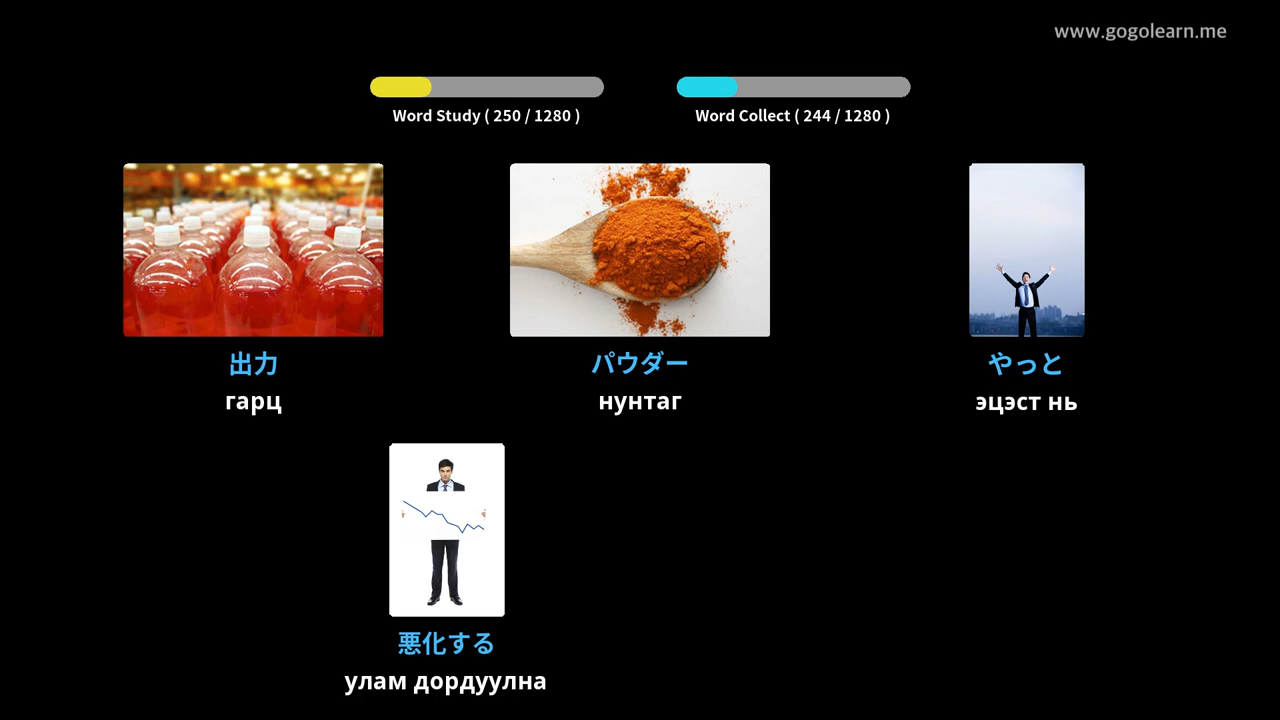 www.gogolearn.me
Word Study ( 250 / 1280 )
Word Collect ( 244 / 1280 )
出力
гарц
パウダー
нунтаг
やっと
эцэст нь
悪化する
улам дордуулна